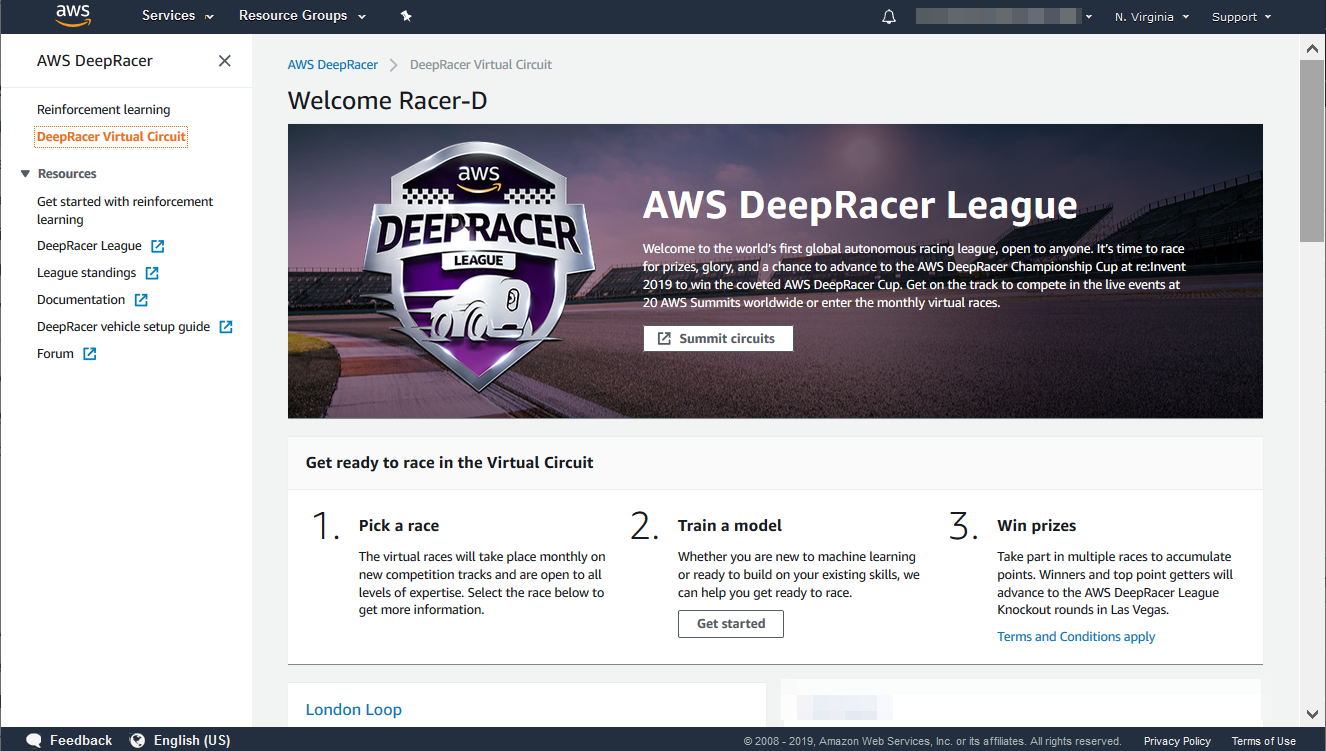 aws
Services
Resource Groups
N. Virginia
Support
AWS DeepRacer
Reinforcement learning
DeepRacer Virtual Circuit
Resources
Get started with reinforcement
learning
DeepRacer League
League standings
Documentation
DeepRacer vehicle setup guide
Forum
AWS DeepRacer
DeepRacer Virtual Circuit
Welcome Racer-D
aws
DEEPRACER
LEAGUE
AWS DeepRacer League
Welcome to the world's first global autonomous racing league, open to anyone. It's time to race
for prizes, glory, and a chance to advance to the AWS DeepRacer Championship Cup at re:Invent
2019 to win the coveted AWS DeepRacer Cup. Get on the track to compete in the live events at
20 AWS Summits worldwide or enter the monthly virtual races.
Summit circuits
Get ready to race in the Virtual Circuit
1.
Pick a race
The virtual races will take place monthly on
new competition tracks and are open to all
levels of expertise. Select the race below to
get more information.
2.
Train a model
Whether you are new to machine learning
or ready to build on your existing skills, we
can help you get ready to race.
Get started
3.
Win prizes
Take part in multiple races to accumulate
points. Winners and top point getters will
advance to the AWS DeepRacer League
Knockout rounds in Las Vegas.
Terms and Conditions apply
London Loop
Feedback
English (US)
© 2008 - 2019, Amazon Web Services, Inc. or its affiliates. All rights reserved.
Privacy Policy
Terms of Use